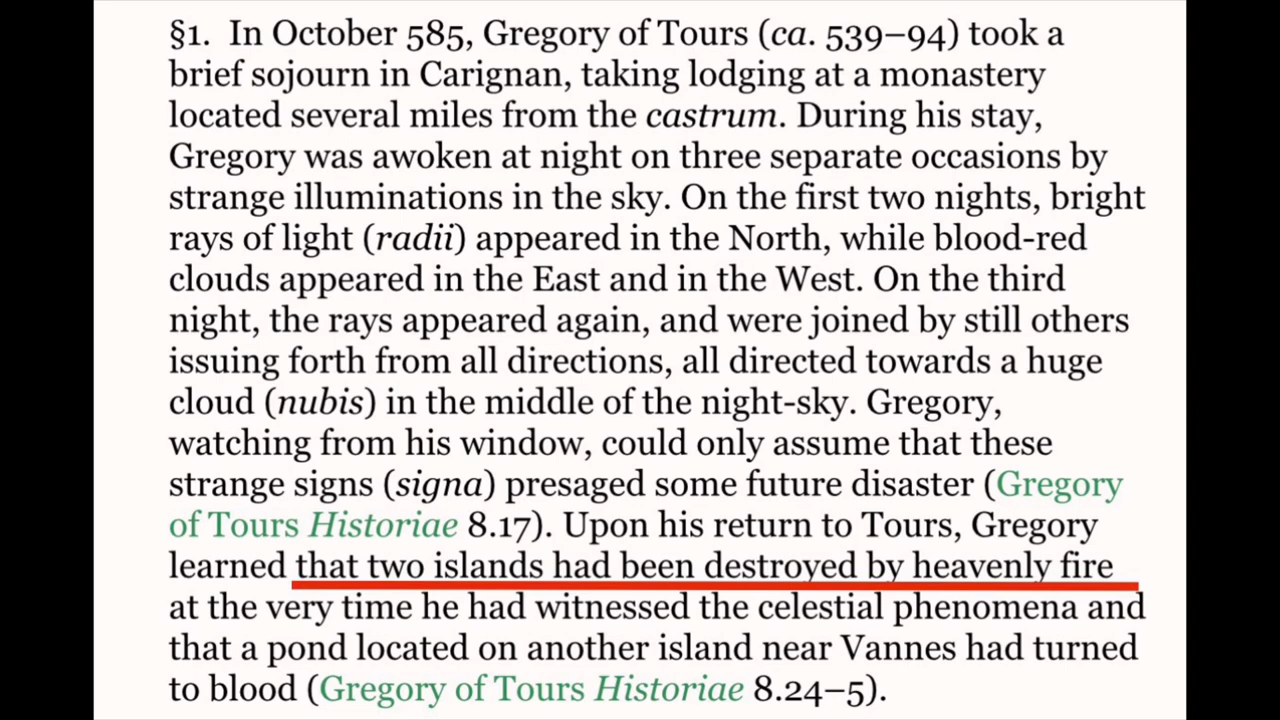 §1. In October 585, Gregory of Tours (ca. 539–94) took a
brief sojourn in Carignan, taking lodging at a monastery
located several miles from the castrum. During his stay,
Gregory was awoken at night on three separate occasions by
strange illuminations in the sky. On the first two nights, bright
rays of light (radii) appeared in the North, while blood-red
clouds appeared in the East and in the West. On the third
night, the rays appeared again, and were joined by still others
issuing forth from all directions, all directed towards a huge
cloud (nubis) in the middle of the night-sky. Gregory,
watching from his window, could only assume that these
strange signs (signa) presaged some future disaster (Gregory
of Tours Historiae 8.17). Upon his return to Tours, Gregory
learned that two islands had been destroyed by heavenly fire
at the very time he had witnessed the celestial phenomena and
that a pond located on another island near Vannes had turned
to blood (Gregory of Tours Historiae 8.24–5).